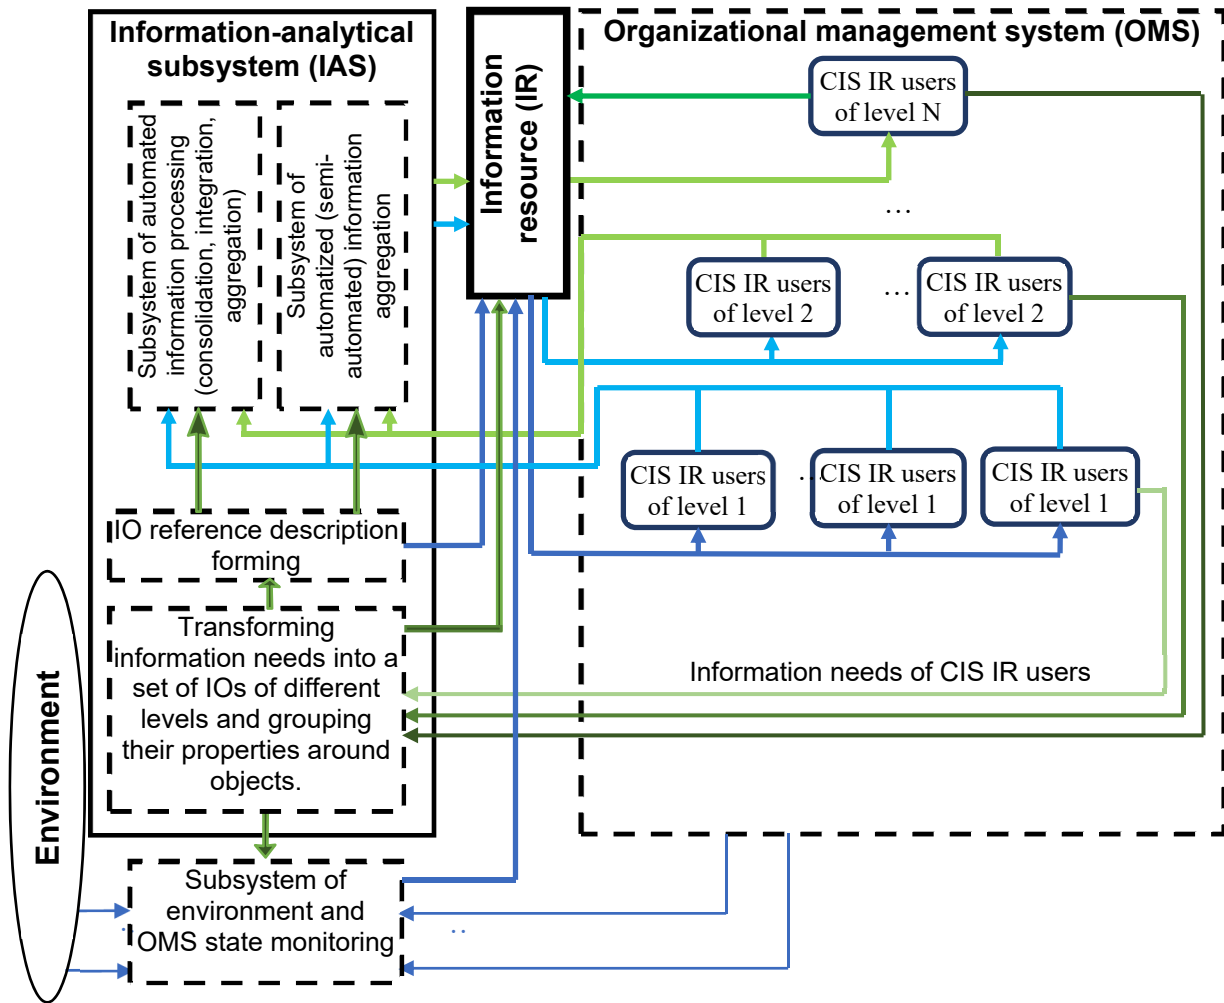 Information-analytical
subsystem (IAS)
Subsystem of automated
information processing
(consolidation, integration,
aggregation)
Subsystem of
automatized (semi-
automated) information
aggregation
Information
resource (IR)
Organizational management system (OMS)
CIS IR users
of level N
...
CIS IR users
of level 2
...
CIS IR users
of level 2
CIS IR users
of level 1
...
CIS IR users
of level 1
CIS IR users
of level 1
IO reference description
forming
Transforming
information needs into a
set of IOs of different
levels and grouping
their properties around
objects.
Information needs of CIS IR users
Environment
Subsystem of
environment and
OMS state monitoring
..
..